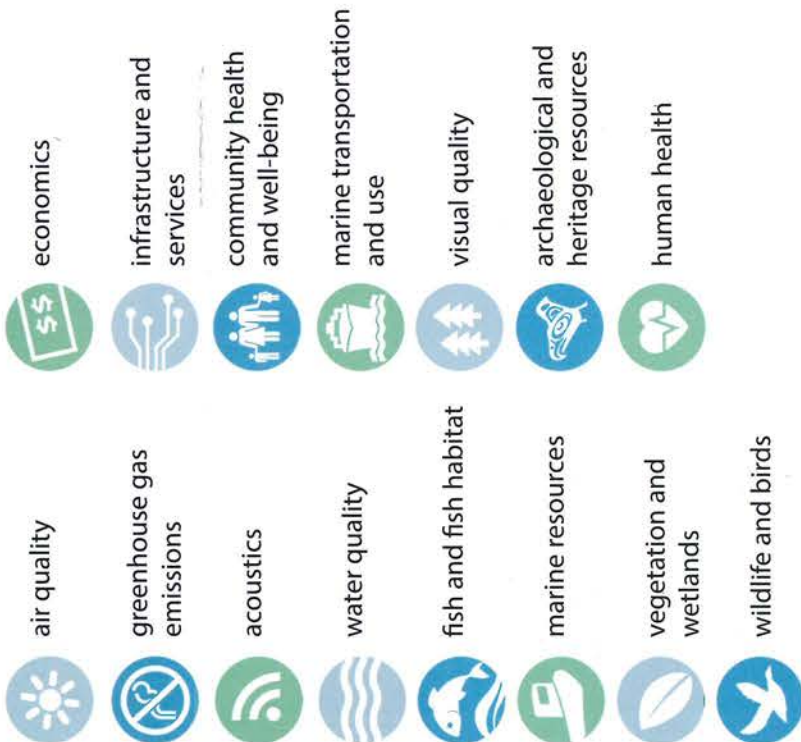 air quality
greenhouse gas
emissions
acoustics
water quality
fish and fish habitat
marine resources
vegetation and
wetlands
wildlife and birds
$$
economics
infrastructure and
services
community health
and well-being
marine transportation
and use
visual quality
archaeological and
heritage resources
human health